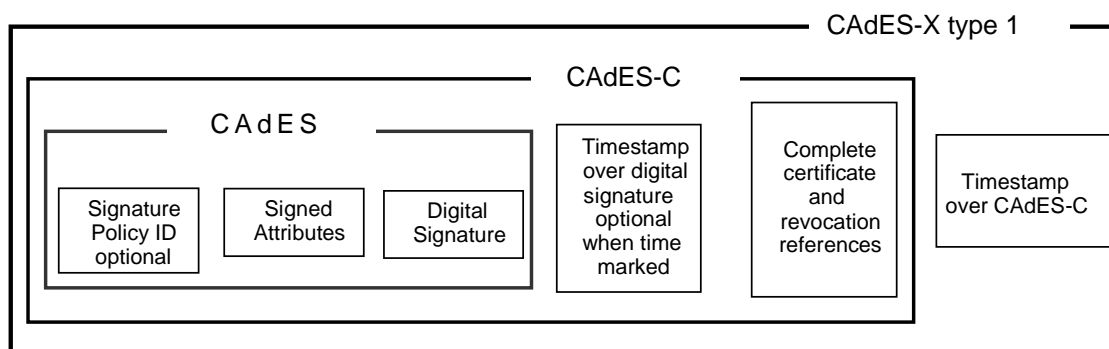 CAdES-X type 1
CAdES-C
CAdES
Signature
Policy ID
optional
Signed
Attributes
Digital
Signature
Timestamp
over digital
signature
optional
when time
marked
Complete
certificate
and
revocation
references
Timestamp
over CAdES-C